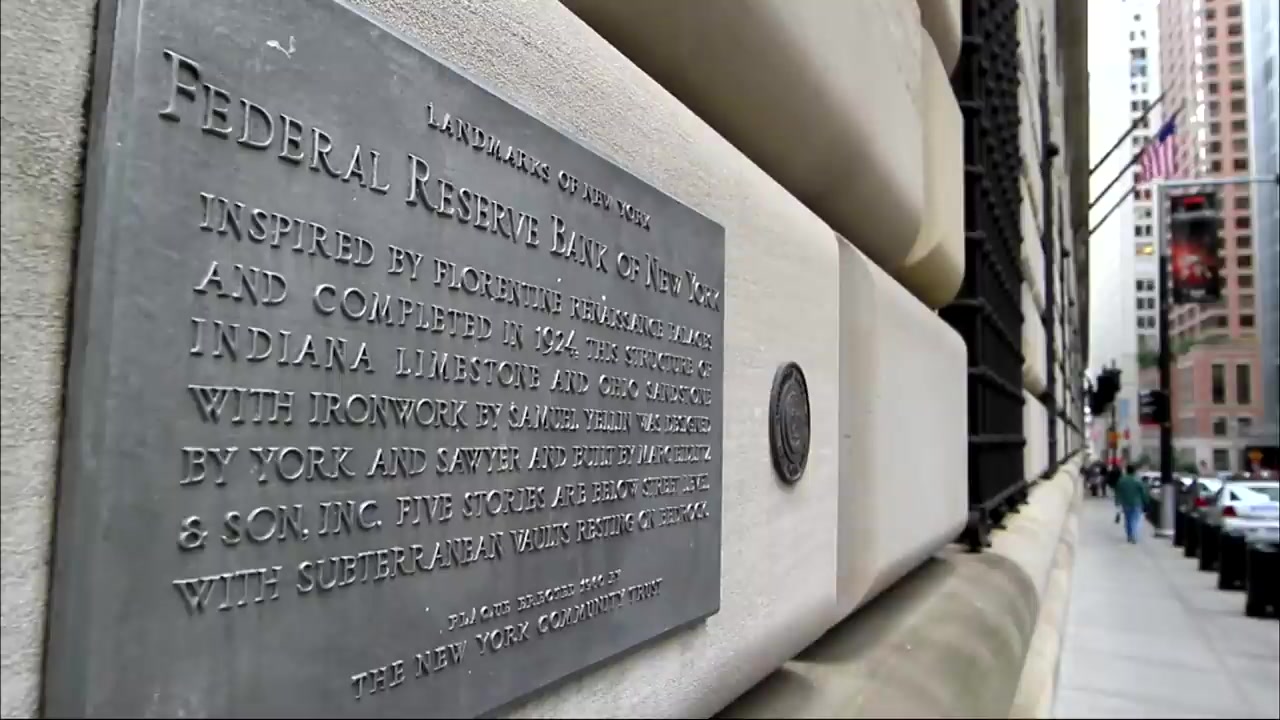 LANDMARKS OF NEW YORK
FEDERAL RESERVE BANK OF NEW YORK
INSPIRED BY FLORENTINE RENAISSANCE PALACES
AND COMPLETED IN 1924, THIS STRUCTURE OF
INDIANA LIMESTONE AND OHIO SANDSTONE
WITH IRONWORK BY SAMUEL YELLIN WAS DESIGNED
BY YORK AND SAWYER AND BUILT BY MARC EIDLITZ
& SON, INC. FIVE STORIES ARE BELOW STREET LEVEL
WITH SUBTERRANEAN VAULTS RESTING ON BEDROCK.
PLAQUE ERECTED BY
THE NEW YORK COMMUNITY TRUST